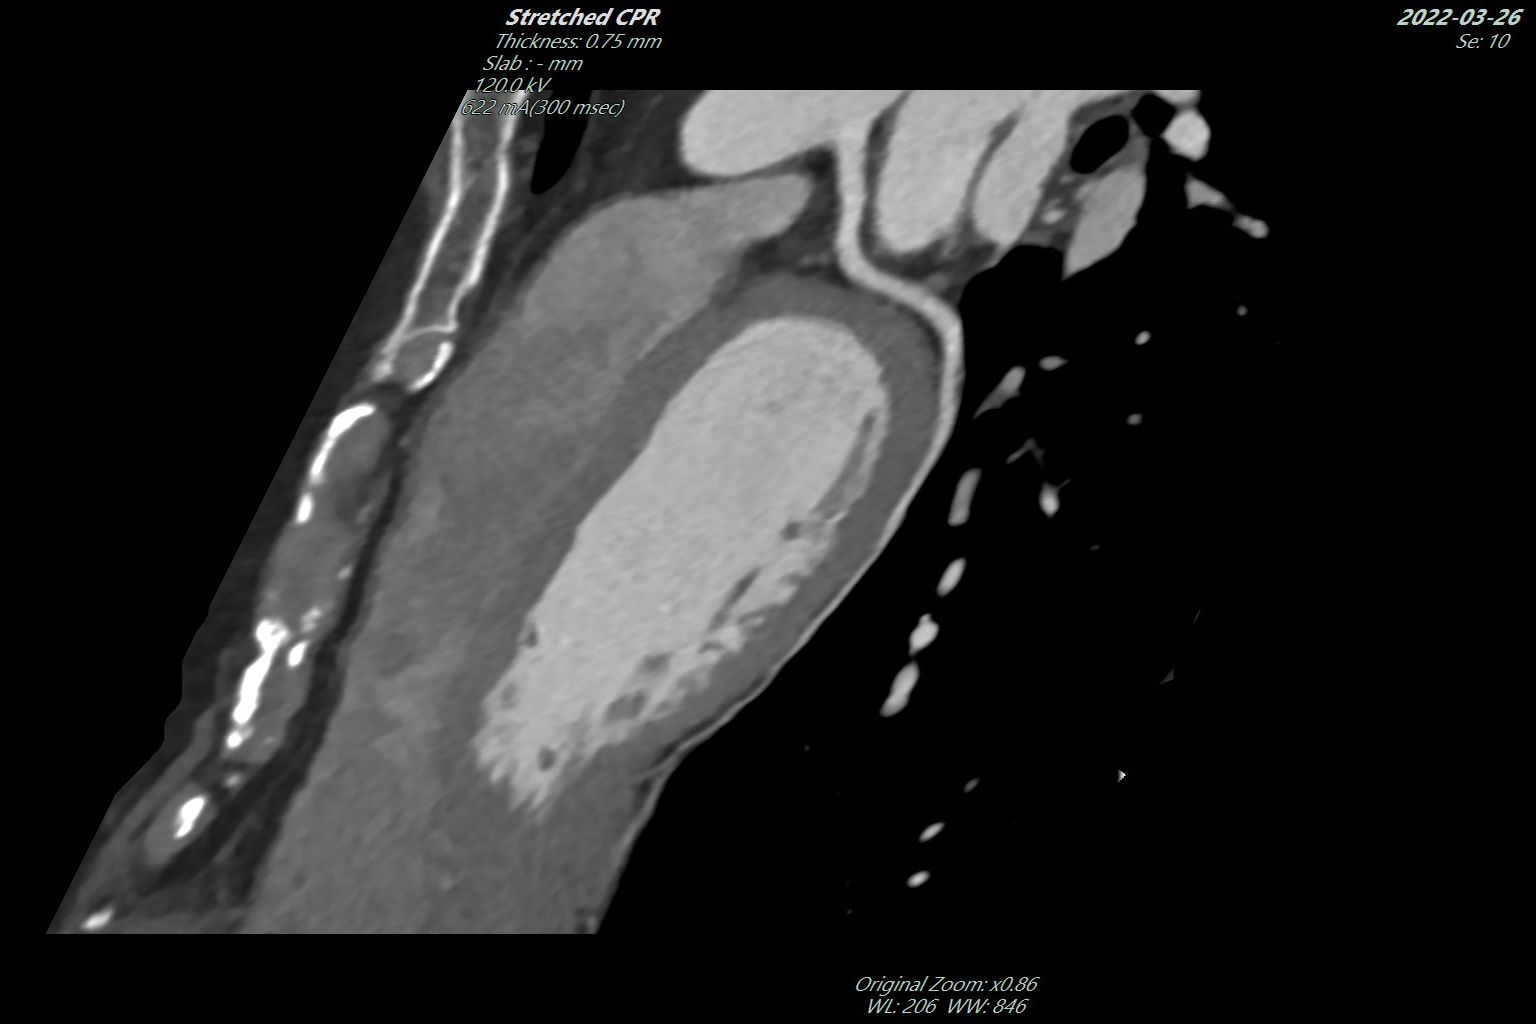 Stretched CPR
Thickness: 0.75 mm
Slab : - mm
120.0 kV
622 mA(300 msec)
2022-03-26
Se: 10
Original Zoom: x0.86
WL: 206 WW: 846